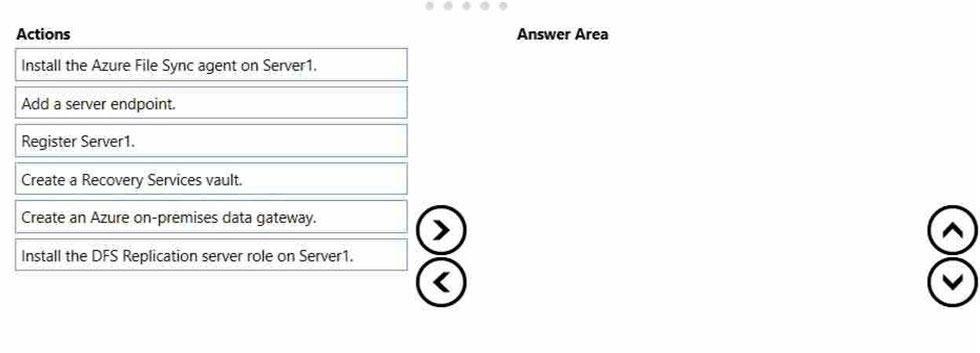 Actions
Answer Area
Install the Azure File Sync agent on Server1.
Add a server endpoint.
Register Server1.
Create a Recovery Services vault.
Create an Azure on-premises data gateway.
Install the DFS Replication server role on Server1.